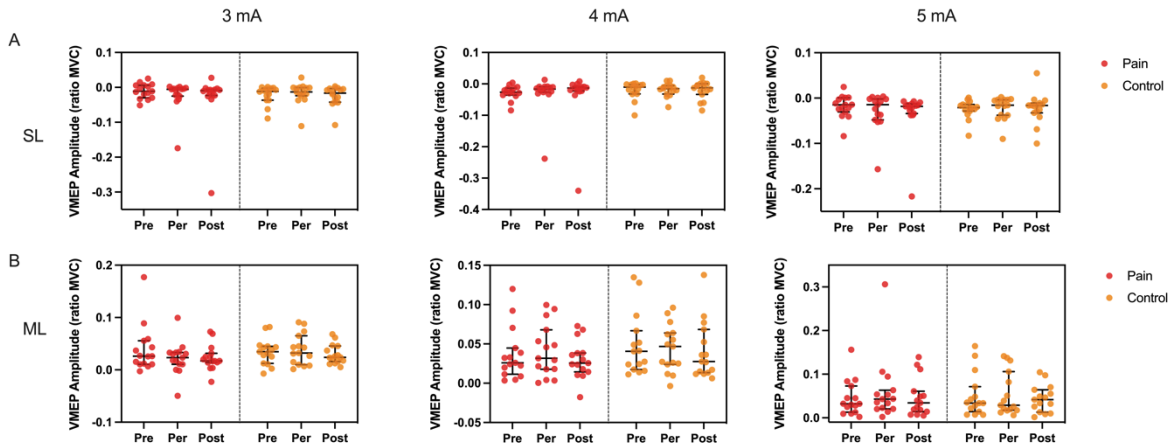 3 mA
4 mA
5 mA
A
SL
VMEP Amplitude (ratio MVC)
0.1
0.0
-0.1
-0.2
-0.3
Pre Per Post Pre Per Post
VMEP Amplitude (ratio MVC)
0.1
0.0
-0.1
-0.2
-0.3
-0.4
Pre Per Post Pre Per Post
VMEP Amplitude (ratio MVC)
0.1
0.0
-0.1
-0.2
Pre Per Post Pre Per Post
Pain
Control
B
ML
VMEP Amplitude (ratio MVC)
0.2
0.1
0.0
-0.1
Pre Per Post Pre Per Post
VMEP Amplitude (ratio MVC)
0.15
0.10
0.05
0.00
-0.05
Pre Per Post Pre Per Post
VMEP Amplitude (ratio MVC)
0.3
0.2
0.1
0.0
Pre Per Post Pre Per Post
Pain
Control